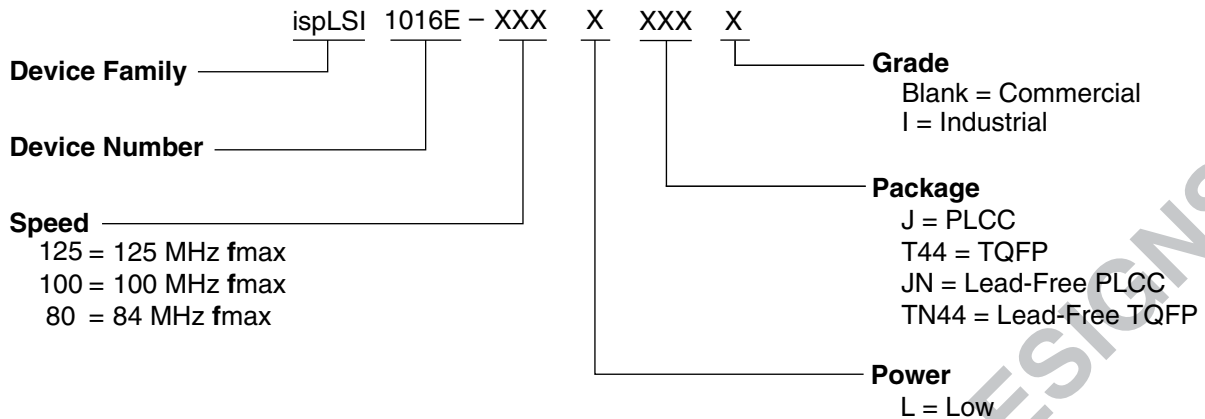 ispLSI 1016E – XXX X XXX X
Device Family
Device Number
Speed
125 = 125 MHz fmax
100 = 100 MHz fmax
80 = 84 MHz fmax
Grade
Blank = Commercial
I = Industrial
Package
J = PLCC
T44 = TQFP
JN = Lead-Free PLCC
TN44 = Lead-Free TQFP
Power
L = Low
ESIGNS